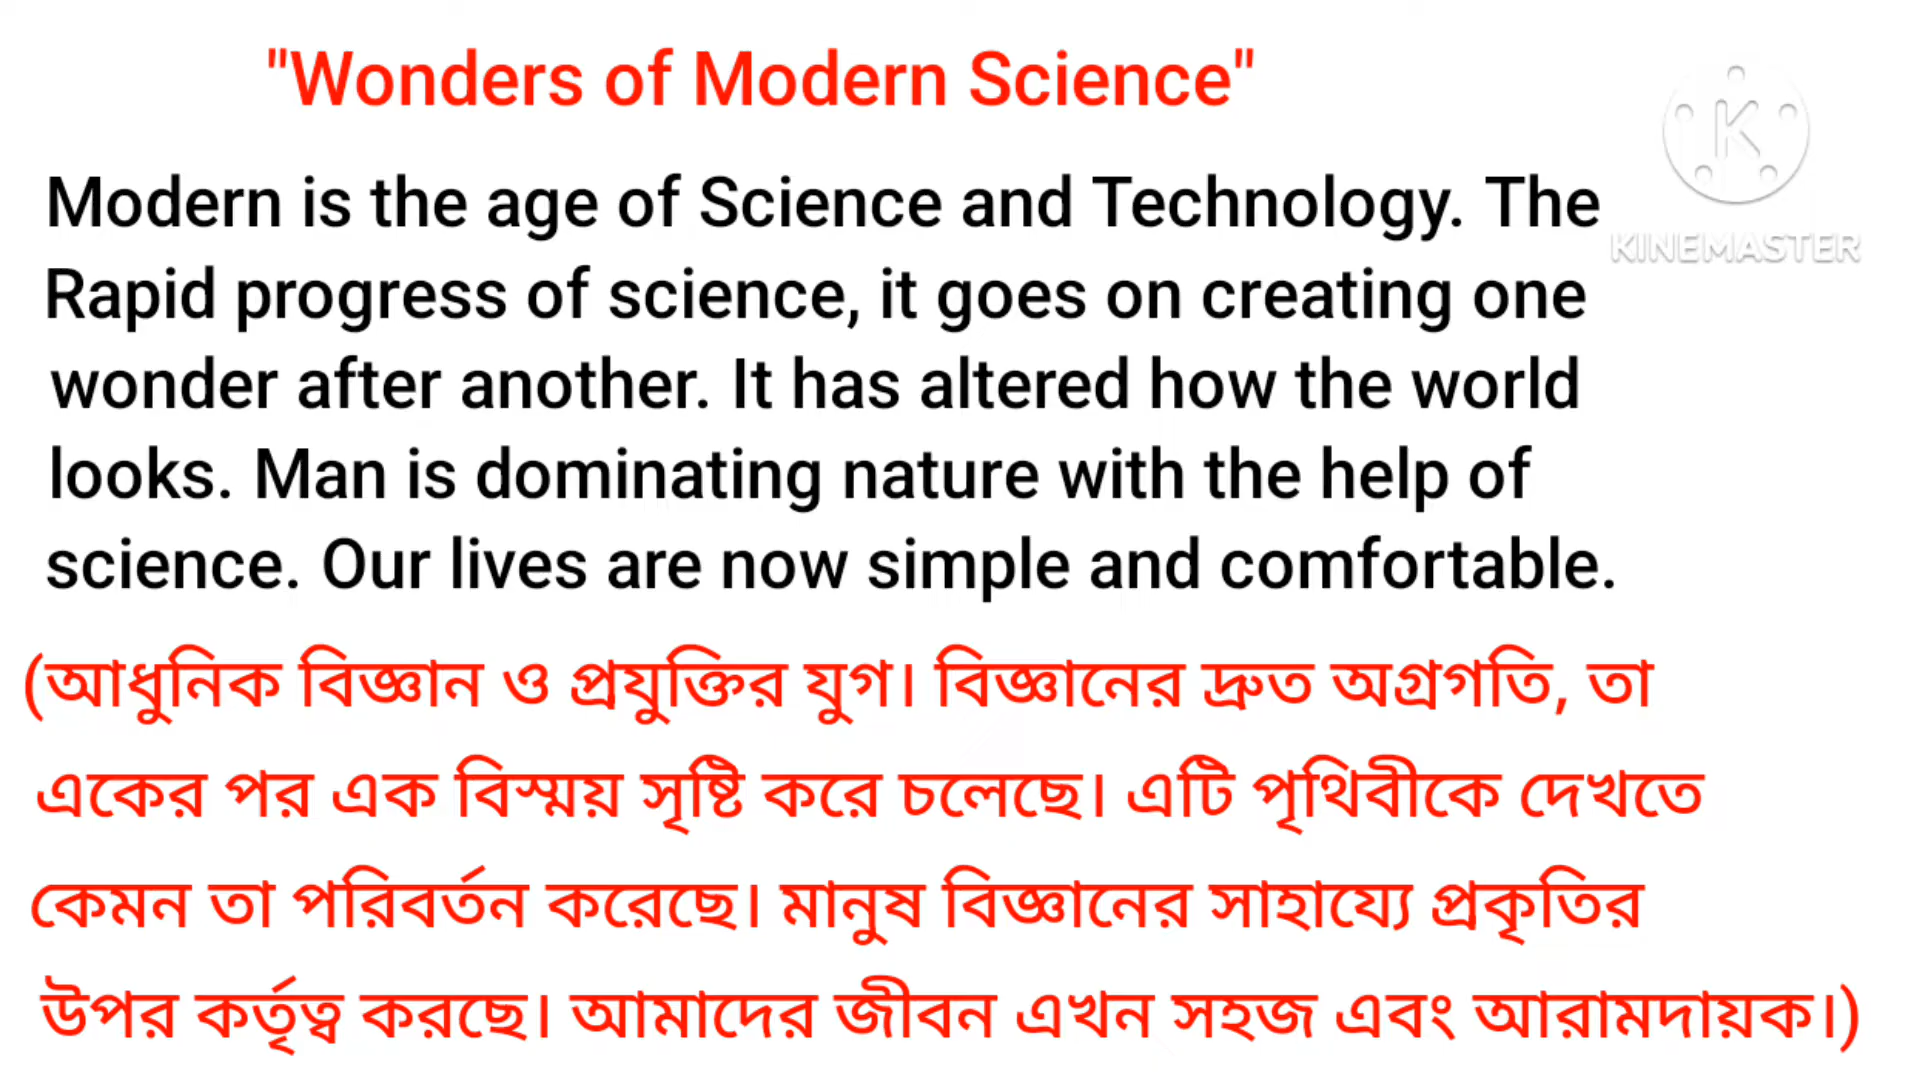 "Wonders of Modern Science"
Modern is the age of Science and Technology. The
Rapid progress of science, it goes on creating one
wonder after another. It has altered how the world
looks. Man is dominating nature with the help of
science. Our lives are now simple and comfortable.
(আধুনিক বিজ্ঞান ও প্রযুক্তির যুগ। বিজ্ঞানের দ্রুত অগ্রগতি, তা
একের পর এক বিস্ময় সৃষ্টি করে চলেছে। এটি পৃথিবীকে দেখতে
কেমন তা পরিবর্তন করেছে। মানুষ বিজ্ঞানের সাহায্যে প্রকৃতির
উপর কর্তৃত্ব করছে। আমাদের জীবন এখন সহজ এবং আরামদায়ক।)
K
KINEMASTER